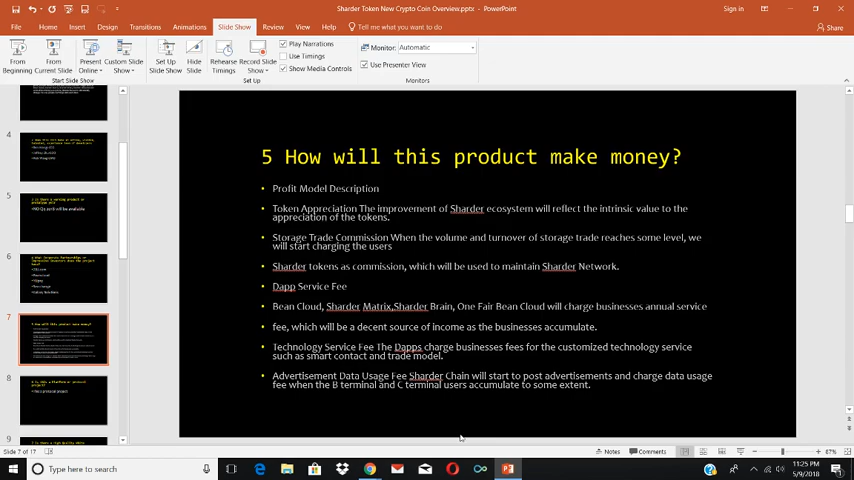 Sharder Token New Crypto Coin Overview.pptx - PowerPoint
Sign in
File Home Insert Draw Design Transitions Animations Slide Show Review View Help Tell me what you want to do
Share
From Beginning
From Current Slide
Present Online
Custom Slide Show
Start Slide Show
Set Up Slide Show
Hide Slide
Rehearse Timings
Record Slide Show
Play Narrations
Use Timings
Show Media Controls
Set Up
Monitor: Automatic
Use Presenter View
Monitors
4
5
6
7
8
9
5 How will this product make money?
Profit Model Description
Token Appreciation The improvement of Sharder ecosystem will reflect the intrinsic value to the
appreciation of the tokens.
Storage Trade Commission When the volume and turnover of storage trade reaches some level, we
will start charging the users
Sharder tokens as commission, which will be used to maintain Sharder Network.
Dapp Service Fee
Bean Cloud, Sharder Matrix,Sharder Brain, One Fair Bean Cloud will charge businesses annual service
fee, which will be a decent source of income as the businesses accumulate.
Technology Service Fee The Dapps charge businesses fees for the customized technology service
such as smart contact and trade model.
Advertisement Data Usage Fee Sharder Chain will start to post advertisements and charge data usage
fee when the B terminal and C terminal users accumulate to some extent.
Slide 7 of 17
Notes
Comments
87%
Type here to search
11:25 PM
5/9/2018